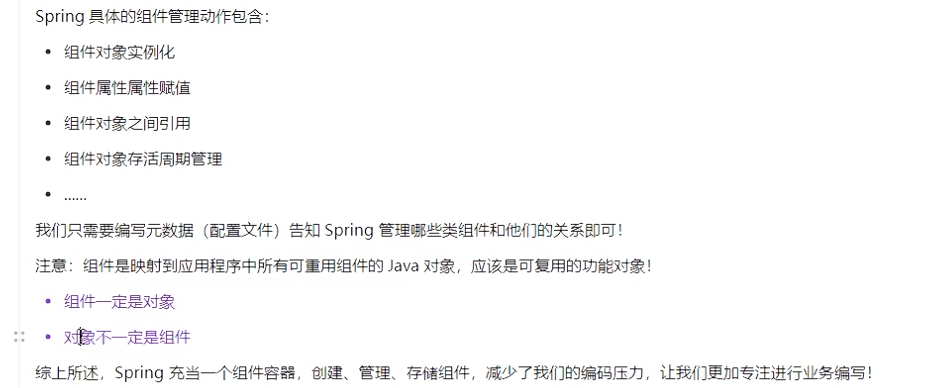 Spring 具体的组件管理动作包含：
• 组件对象实例化
• 组件属性属性赋值
• 组件对象之间引用
• 组件对象存活周期管理
• ......
我们只需要编写元数据（配置文件）告知 Spring 管理哪些类组件和他们的关系即可！
注意：组件是映射到应用程序中所有可重用组件的 Java 对象，应该是可复用的功能对象！
• 组件一定是对象
• 对象不一定是组件
综上所述，Spring 充当一个组件容器，创建、管理、存储组件，减少了我们的编码压力，让我们更加专注进行业务编写！